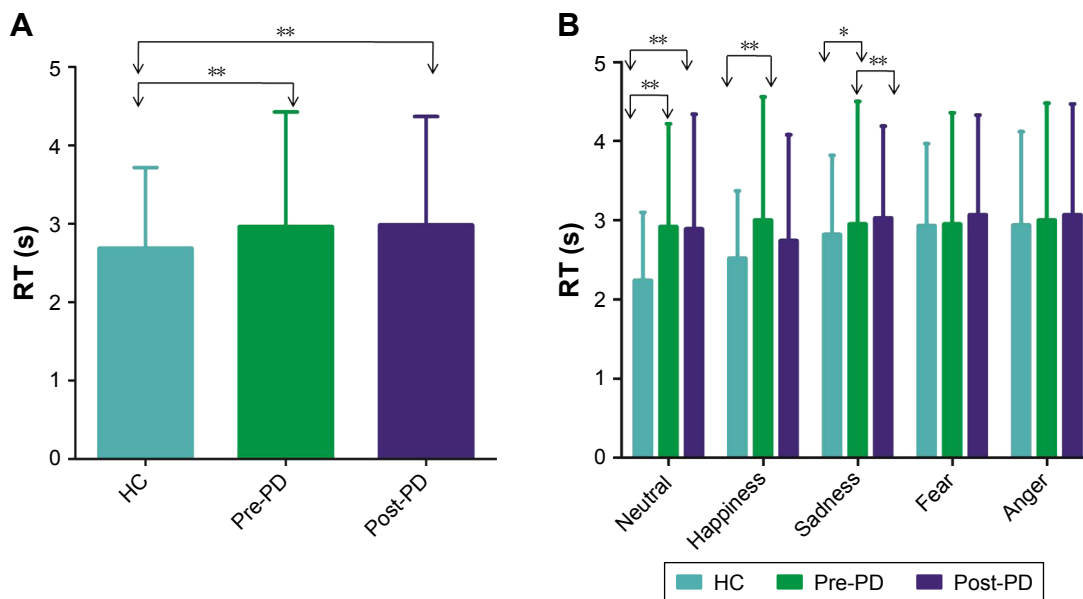 A
**
**
5
4
3
2
1
0
RT (s)
HC
Pre-PD
Post-PD
B
**
**
**
*
**
5
4
3
2
1
0
RT (s)
Neutral
Happiness
Sadness
Fear
Anger
HC Pre-PD Post-PD